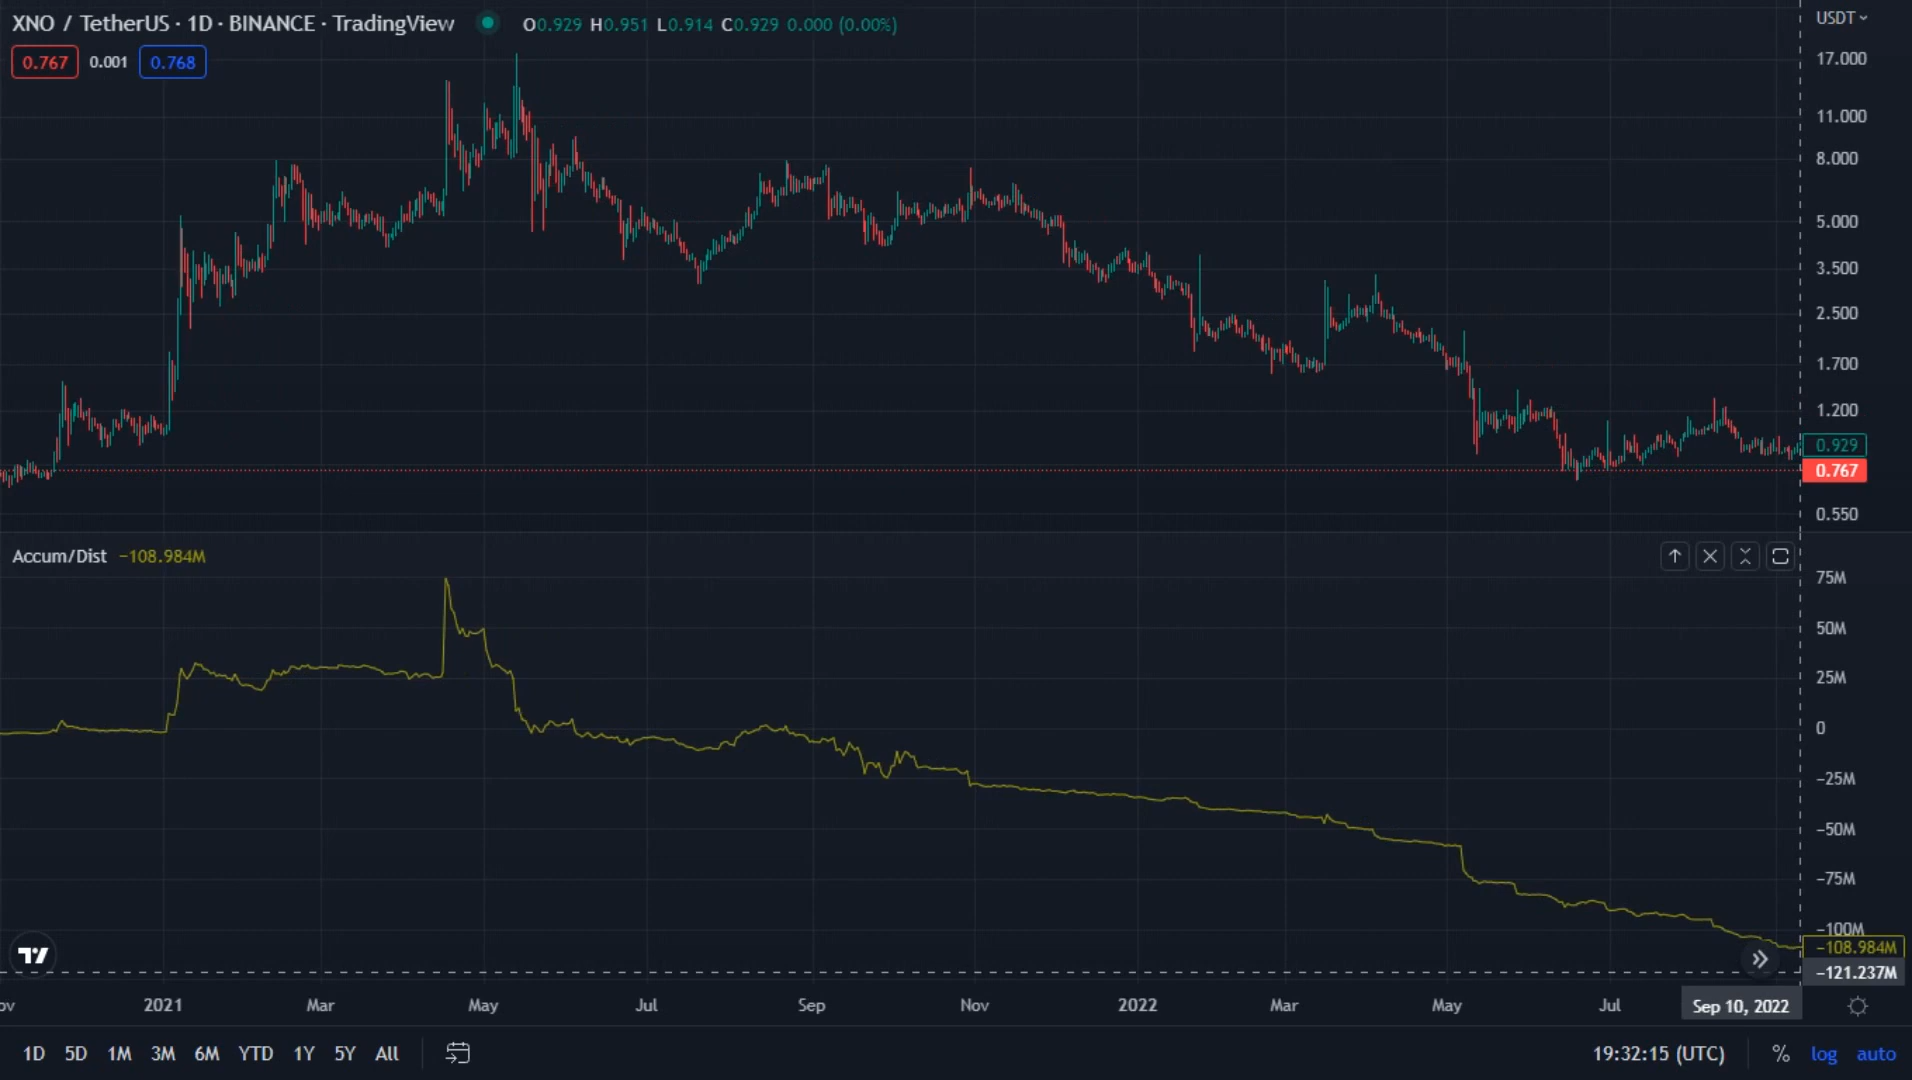 XNO / TetherUS · 1D · BINANCE · TradingView O0.929 H0.951 L0.914 C0.929 0.000 (0.00%)
USDT
0.767 0.001 0.768
17.000
11.000
8.000
5.000
3.500
2.500
1.700
1.200
0.929
0.767
0.550
Accum/Dist −108.984M
75M
50M
25M
0
−25M
−50M
−75M
−100M
−108.984M
−121.237M
ov 2021 Mar May Jul Sep Nov 2022 Mar May Jul Sep 10, 2022
1D 5D 1M 3M 6M YTD 1Y 5Y All 19:32:15 (UTC) % log auto